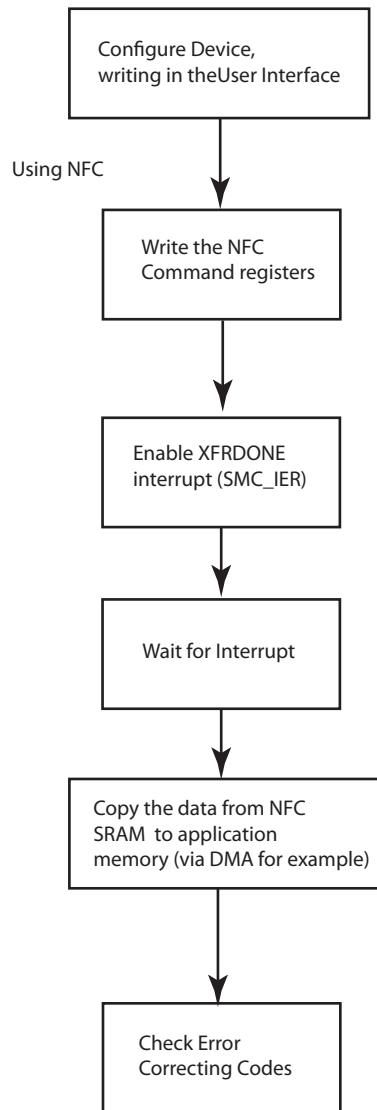 Configure Device,
writing in theUser Interface
Using NFC
Write the NFC
Command registers
Enable XFRDONE
interrupt (SMC_IER)
Wait for Interrupt
Copy the data from NFC
SRAM to application
memory (via DMA for example)
Check Error
Correcting Codes